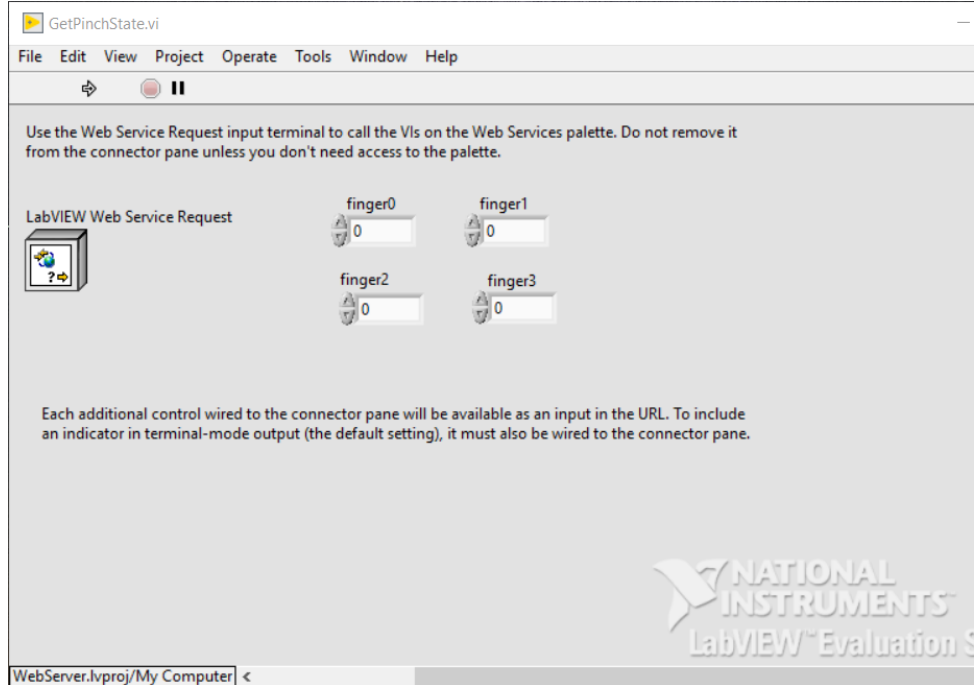 GetPinchState.vi
File Edit View Project Operate Tools Window Help
Use the Web Service Request input terminal to call the VIs on the Web Services palette. Do not remove it
from the connector pane unless you don't need access to the palette.
LabVIEW Web Service Request
finger0 finger1
0 0
finger2 finger3
0 0
?
Each additional control wired to the connector pane will be available as an input in the URL. To include
an indicator in terminal-mode output (the default setting), it must also be wired to the connector pane.
NATIONAL
INSTRUMENTS™
LabVIEW™ Evaluation S
WebServer.lvproj/My Computer <